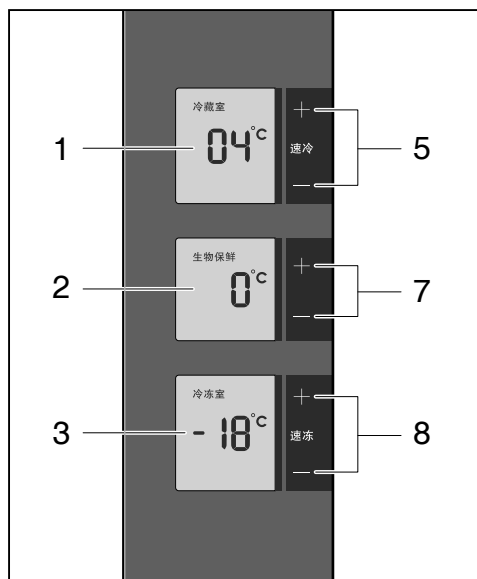 冷藏室
1 04°C + 速冷 — 5
生物保鲜
2 0°C + — 7
冷冻室
3 -18°C + 速冻 — 8